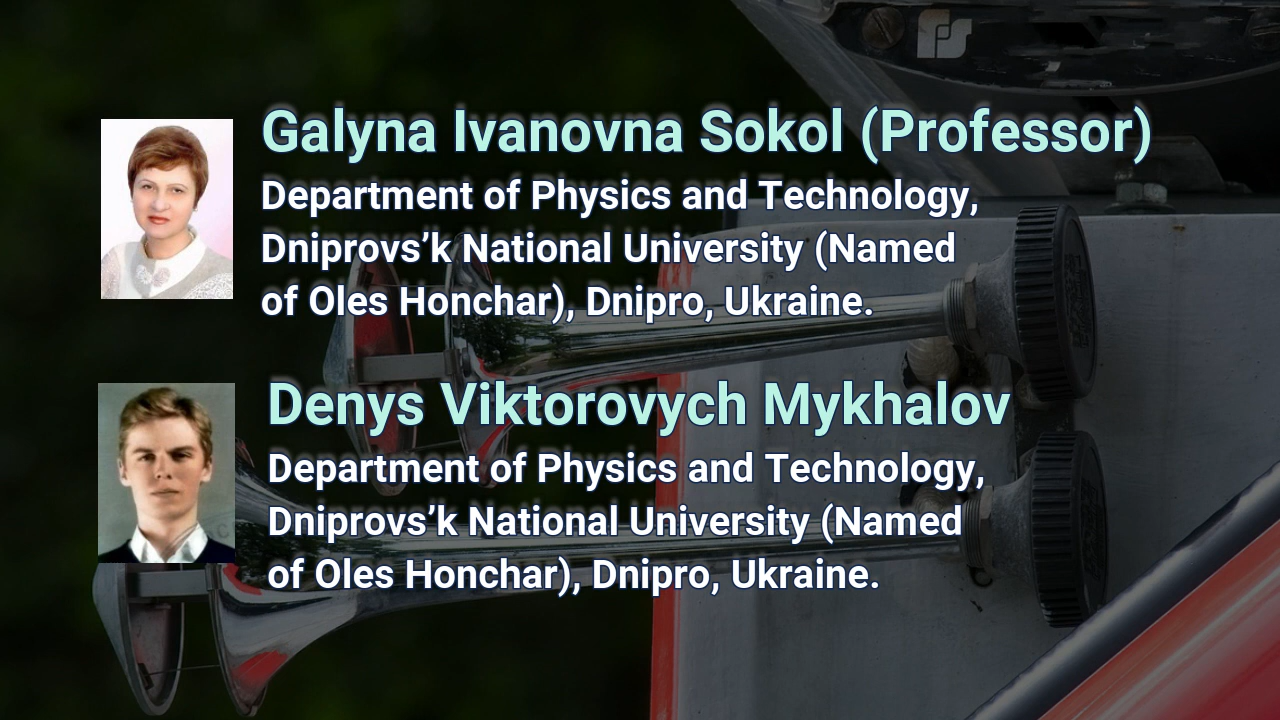 Galyna Ivanovna Sokol (Professor)
Department of Physics and Technology,
Dniprovs’k National University (Named
of Oles Honchar), Dnipro, Ukraine.
Denys Viktorovych Mykhalov
Department of Physics and Technology,
Dniprovs’k National University (Named
of Oles Honchar), Dnipro, Ukraine.